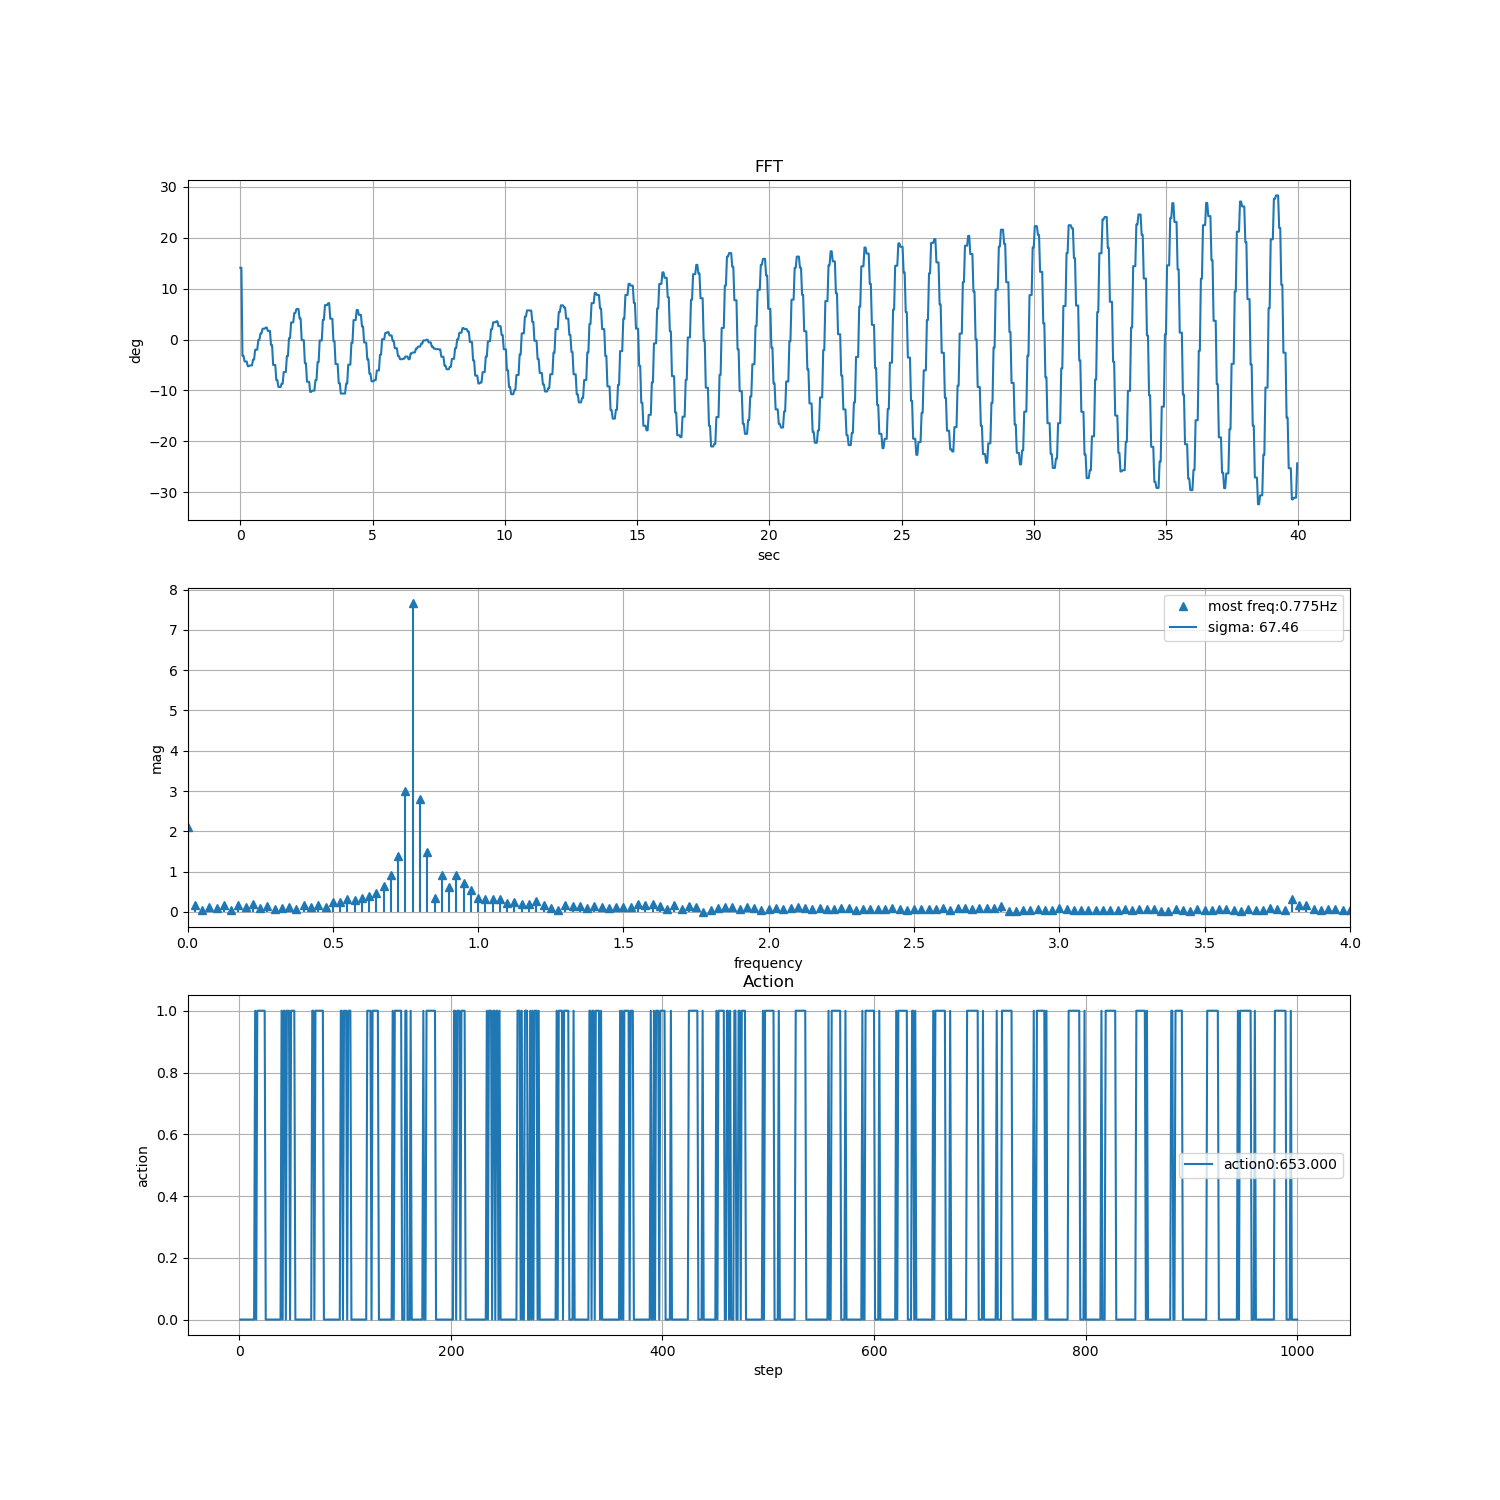 FFT
30
20
10
0
−10
−20
−30
deg
0 5 10 15 20 25 30 35 40
sec
8
7
6
5
4
3
2
1
0
mag
most freq:0.775Hz
sigma: 67.46
0.0 0.5 1.0 1.5 2.0 2.5 3.0 3.5 4.0
frequency
Action
1.0
0.8
0.6
0.4
0.2
0.0
action
action0:653.000
0 200 400 600 800 1000
step